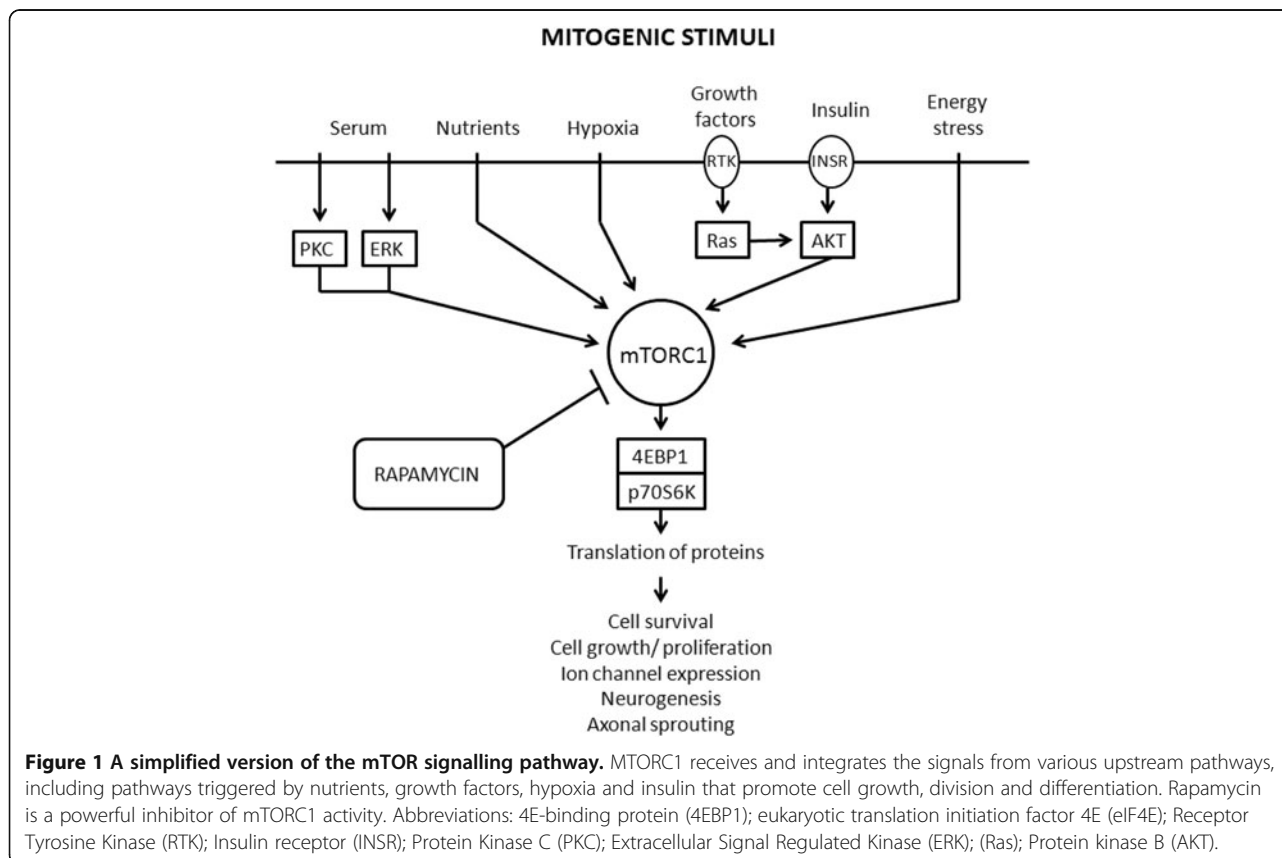 MITOGENIC STIMULI
Serum
Nutrients
Hypoxia
Growth
factors
Insulin
Energy
stress
RTK
INSR
PKC
ERK
Ras
AKT
mTORC1
RAPAMYCIN
4EBP1
p70S6K
Translation of proteins
Cell survival
Cell growth/ proliferation
Ion channel expression
Neurogenesis
Axonal sprouting
Figure 1 A simplified version of the mTOR signalling pathway. MTORC1 receives and integrates the signals from various upstream pathways,
including pathways triggered by nutrients, growth factors, hypoxia and insulin that promote cell growth, division and differentiation. Rapamycin
is a powerful inhibitor of mTORC1 activity. Abbreviations: 4E-binding protein (4EBP1); eukaryotic translation initiation factor 4E (eIF4E); Receptor
Tyrosine Kinase (RTK); Insulin receptor (INSR); Protein Kinase C (PKC); Extracellular Signal Regulated Kinase (ERK); (Ras); Protein kinase B (AKT).